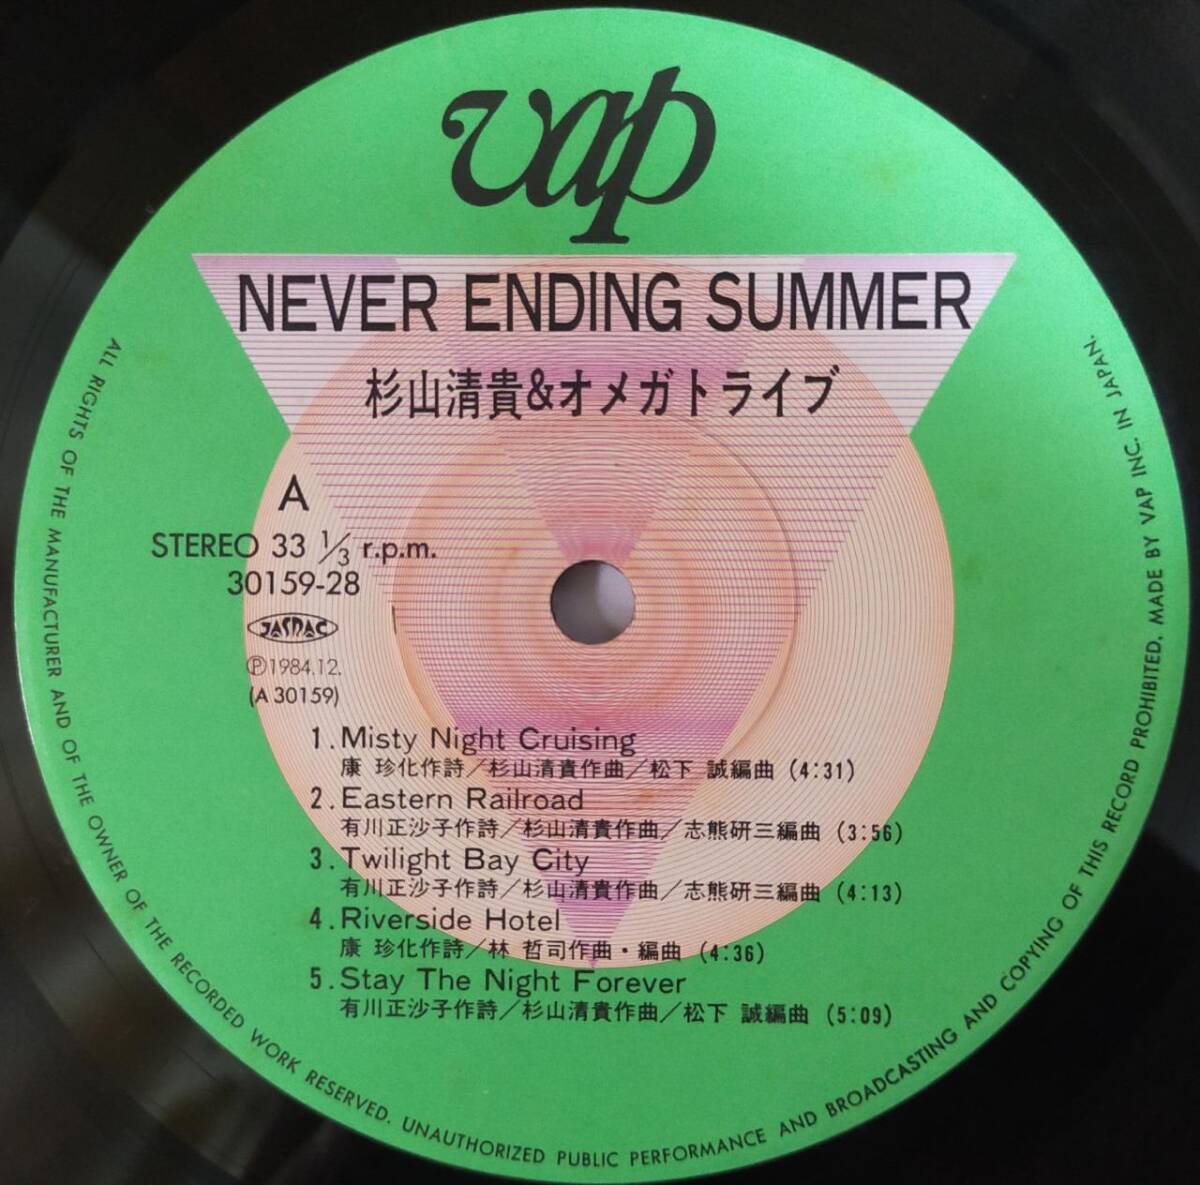 vap
NEVER ENDING SUMMER
杉山清貴&オメガトライブ
A
STEREO 33 1/3 r.p.m.
30159-28
JASRAC
Ⓟ1984.12.
(A 30159)
1. Misty Night Cruising
康 珍化作詩／杉山清貴作曲／松下 誠編曲 (4:31)
2. Eastern Railroad
有川正沙子作詩／杉山清貴作曲／志熊研三編曲 (3:56)
3. Twilight Bay City
有川正沙子作詩／杉山清貴作曲／志熊研三編曲 (4:13)
4. Riverside Hotel
康 珍化作詩／林 哲司作曲・編曲 (4:36)
5. Stay The Night Forever
有川正沙子作詩／杉山清貴作曲／松下 誠編曲 (5:09)
ALL RIGHTS OF THE MANUFACTURER AND OF THE OWNER OF THE RECORDED WORK RESERVED. UNAUTHORIZED PUBLIC PERFORMANCE AND BROADCASTING AND COPYING OF THIS RECORD PROHIBITED. MADE BY VAP INC. IN JAPAN.